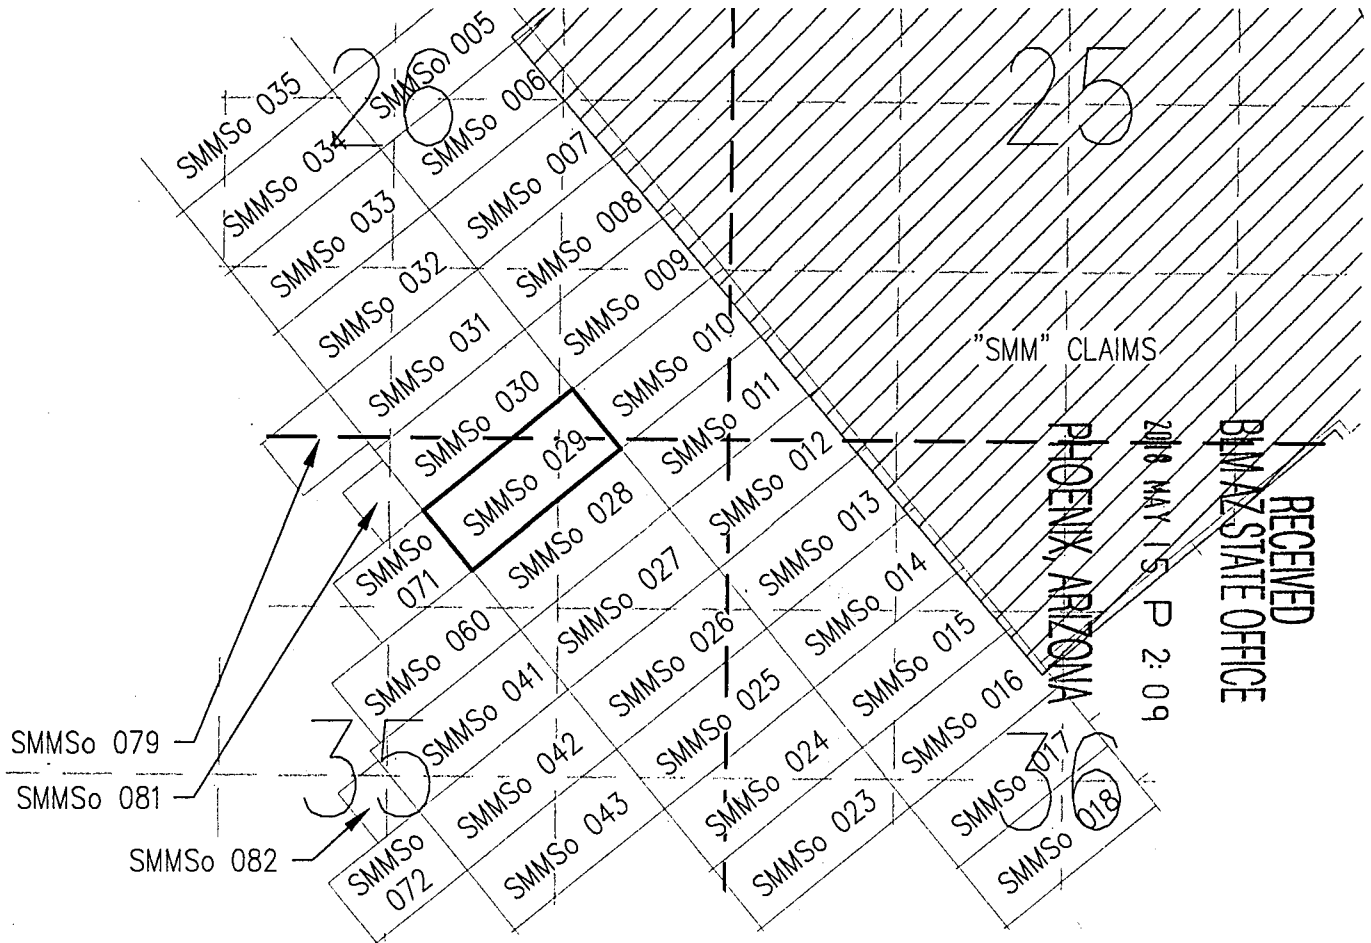 26
25
SMMSo 005
SMMSo 006
SMMSo 007
SMMSo 008
SMMSo 009
SMMSo 010
SMMSo 011
SMMSo 012
SMMSo 013
SMMSo 014
SMMSo 015
SMMSo 016
SMMSo 017
SMMSo 018
SMMSo 035
SMMSo 034
SMMSo 033
SMMSo 032
SMMSo 031
SMMSo 030
SMMSo 029
SMMSo 028
SMMSo 027
SMMSo 026
SMMSo 025
SMMSo 024
SMMSo 023
SMMSo
071
SMMSo 060
SMMSo 041
SMMSo 042
SMMSo 043
SMMSo
072
"SMM" CLAIMS
RECEIVED
BLM AZ STATE OFFICE
2018 MAY 15 P 2:09
PHOENIX, ARIZONA
35
36
SMMSo 079
SMMSo 081
SMMSo 082